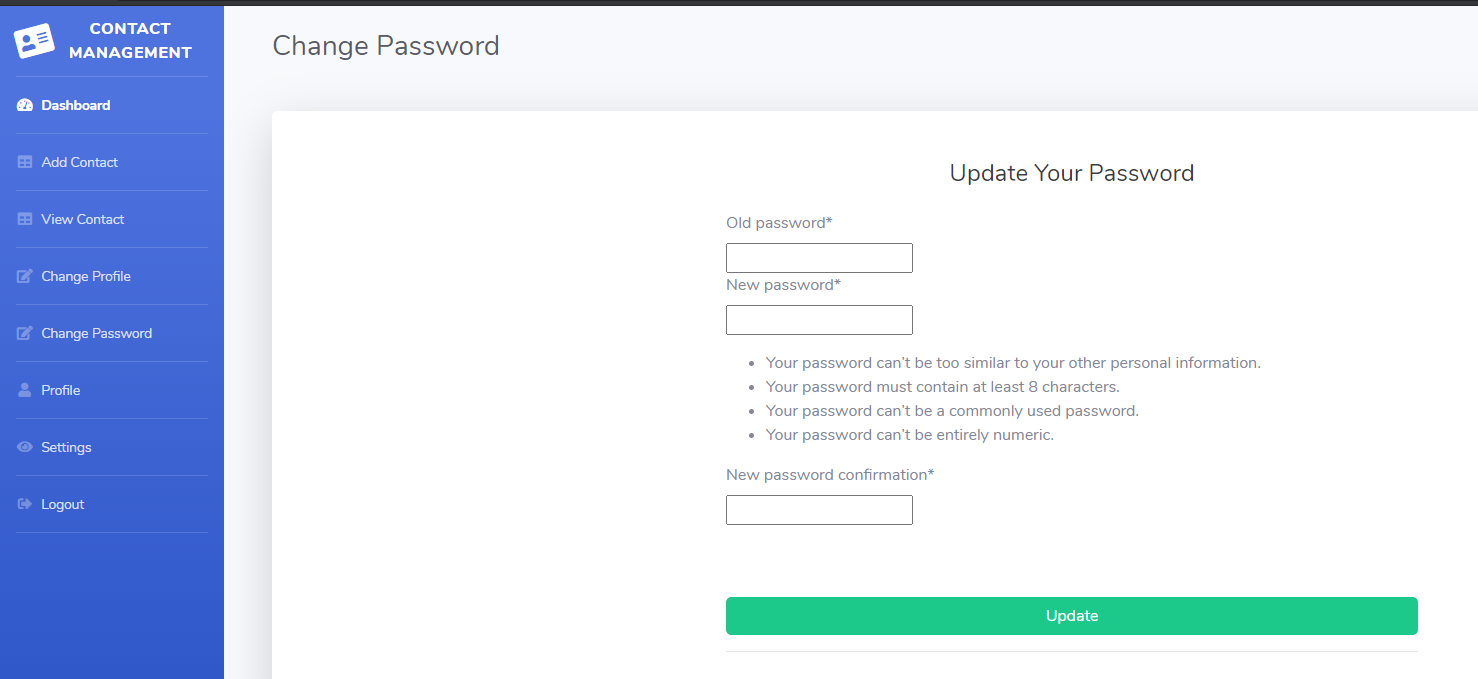 CONTACT
MANAGEMENT
Dashboard
Add Contact
View Contact
Change Profile
Change Password
Profile
Settings
Logout
Change Password
Update Your Password
Old password*
New password*
Your password can't be too similar to your other personal information.
Your password must contain at least 8 characters.
Your password can't be a commonly used password.
Your password can't be entirely numeric.
New password confirmation*
Update